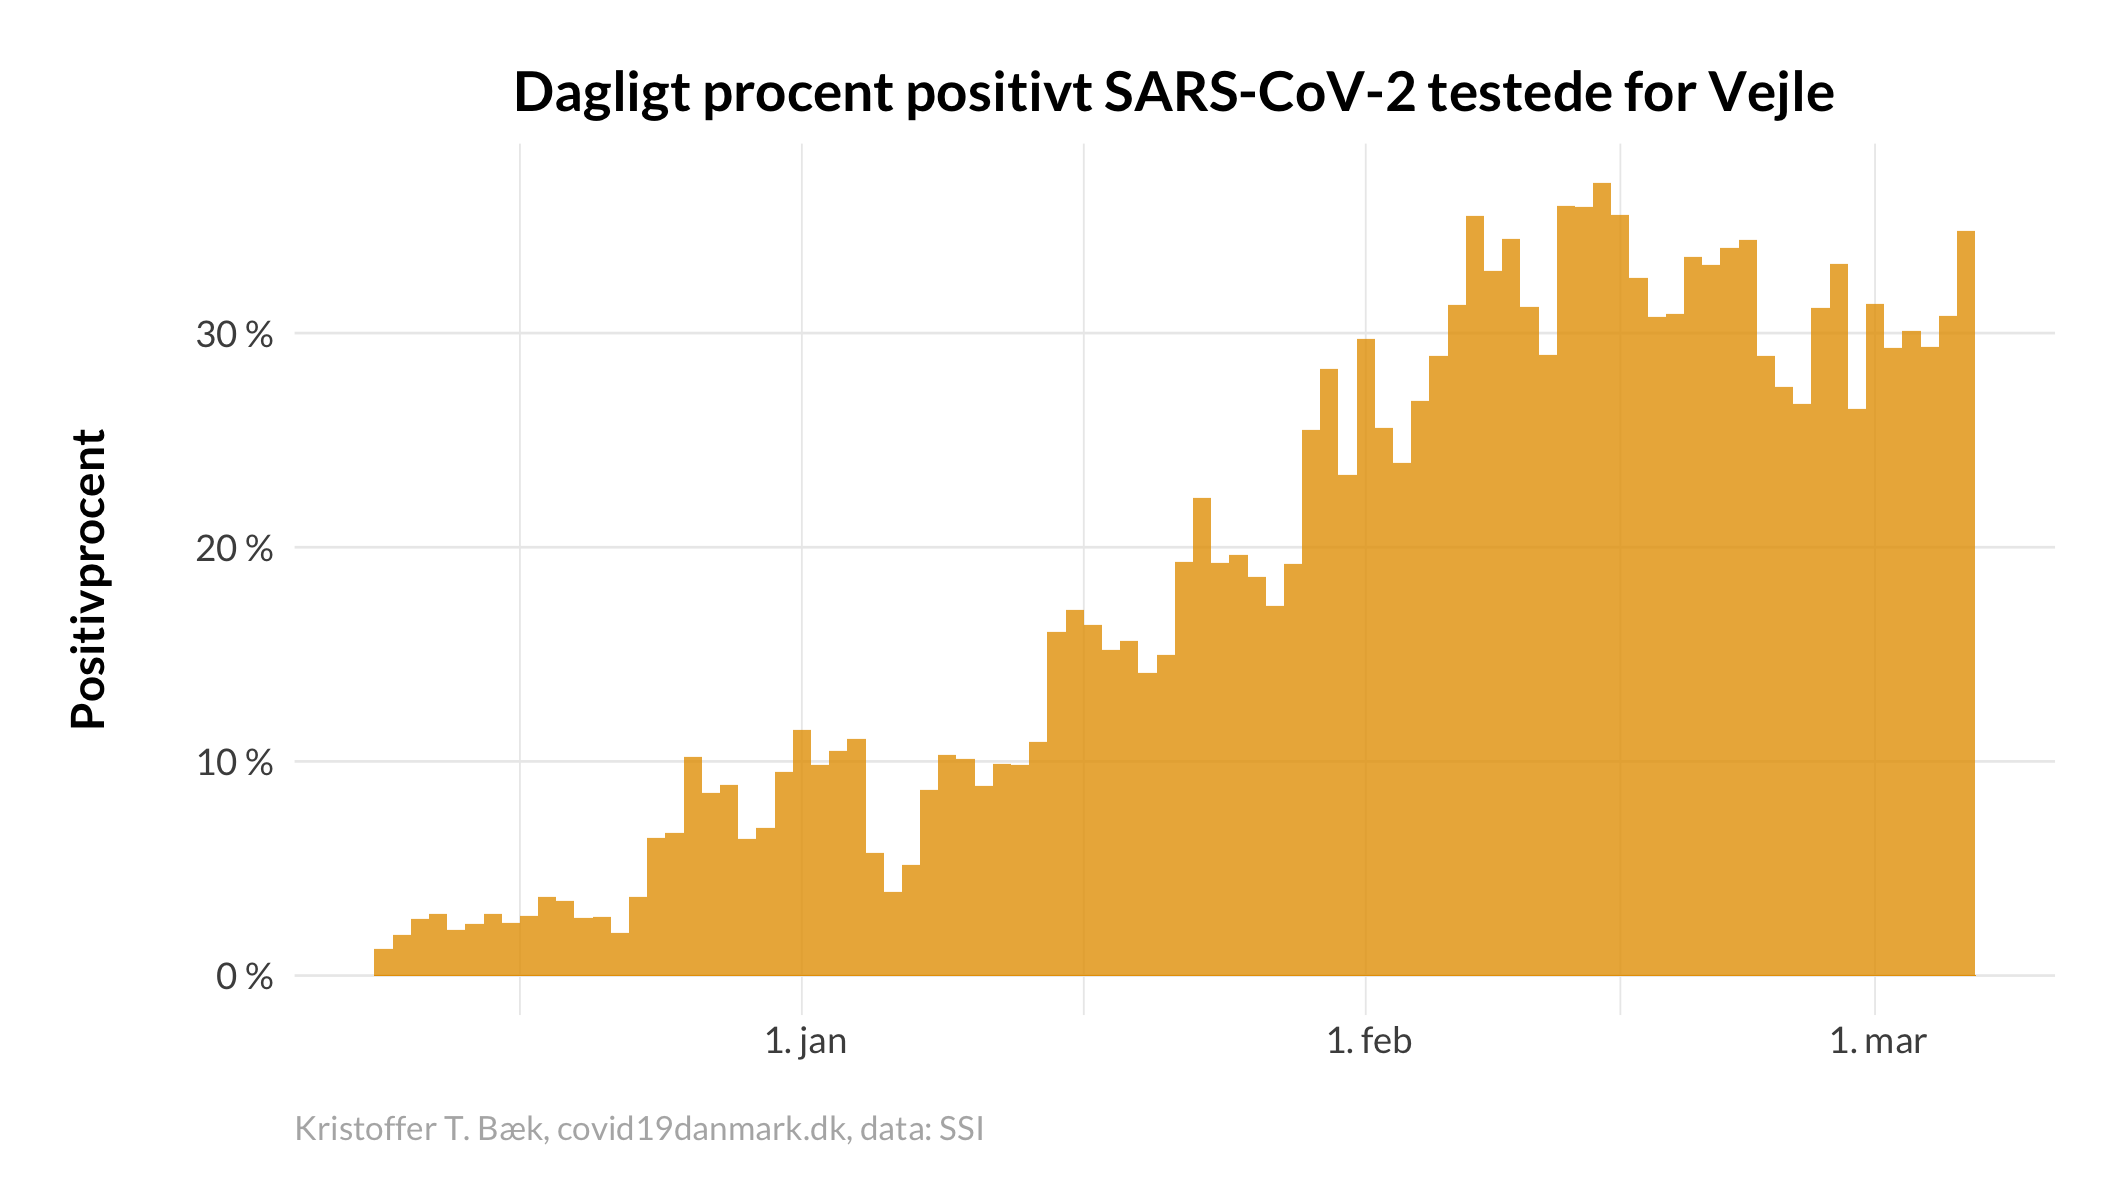 Dagligt procent positivt SARS-CoV-2 testede for Vejle
Positivprocent
30 %
20 %
10 %
0 %
1. jan
1. feb
1. mar
Kristoffer T. Bæk, covid19danmark.dk, data: SSI